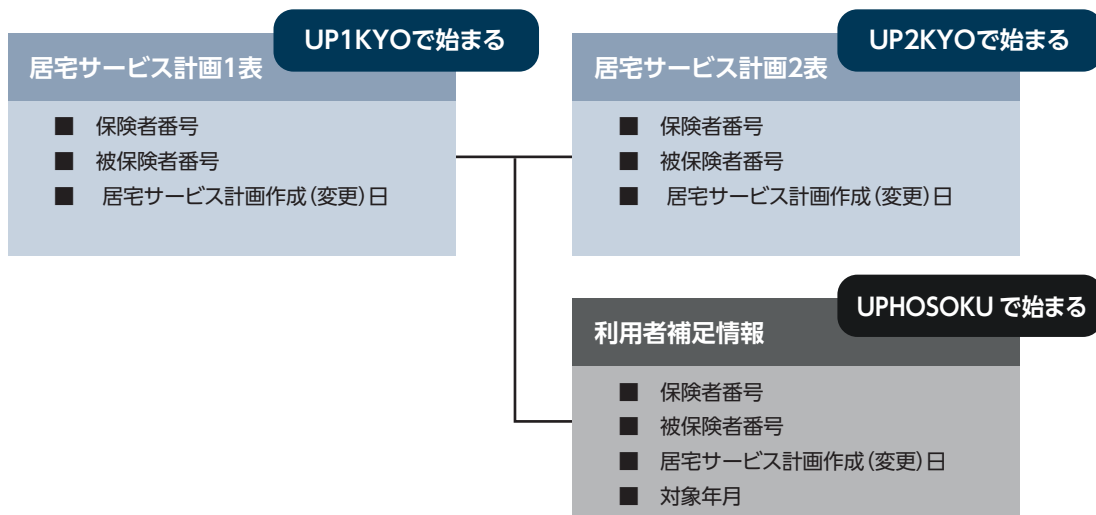 UP1KYOで始まる
居宅サービス計画1表
■ 保険者番号
■ 被保険者番号
■ 居宅サービス計画作成(変更)日
UP2KYOで始まる
居宅サービス計画2表
■ 保険者番号
■ 被保険者番号
■ 居宅サービス計画作成(変更)日
UPHOSOKU で始まる
利用者補足情報
■ 保険者番号
■ 被保険者番号
■ 居宅サービス計画作成(変更)日
■ 対象年月